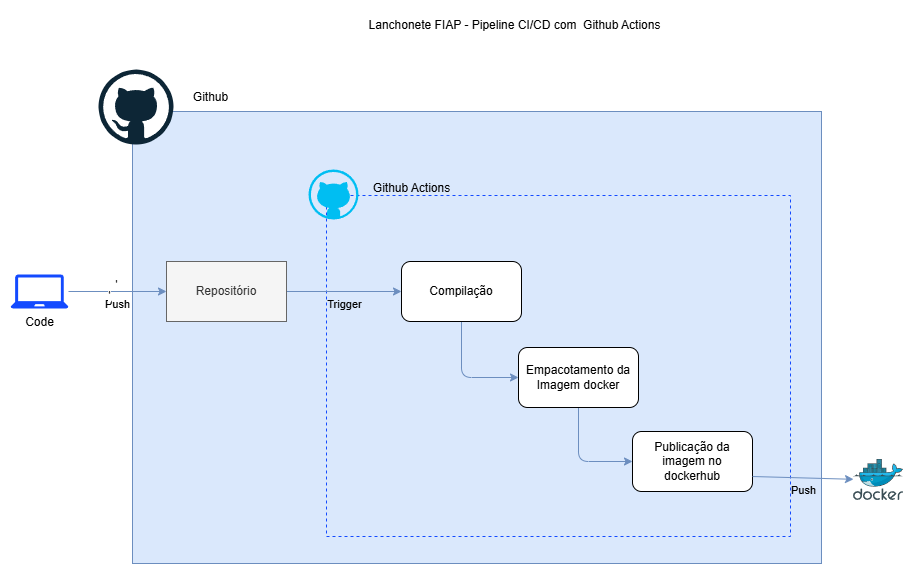 Lanchonete FIAP - Pipeline CI/CD com  Github Actions
Github
Github Actions
Repositório
Compilação
Push
Trigger
Code
Empacotamento da
Imagem docker
Publicação da
imagem no
dockerhub
Push
docker